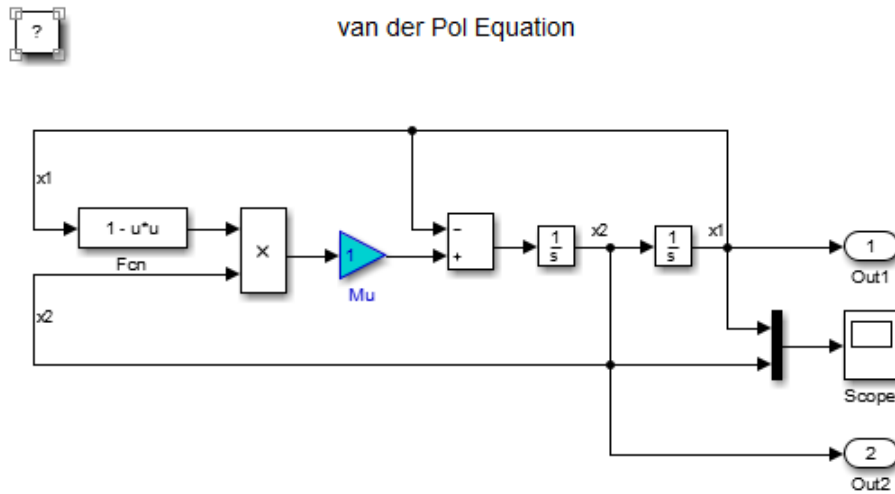 ?
van der Pol Equation
x1
1 - u*u
Fcn
×
1
Mu
−
+
1
s
x2
1
s
x1
1
Out1
x2
Scope
2
Out2